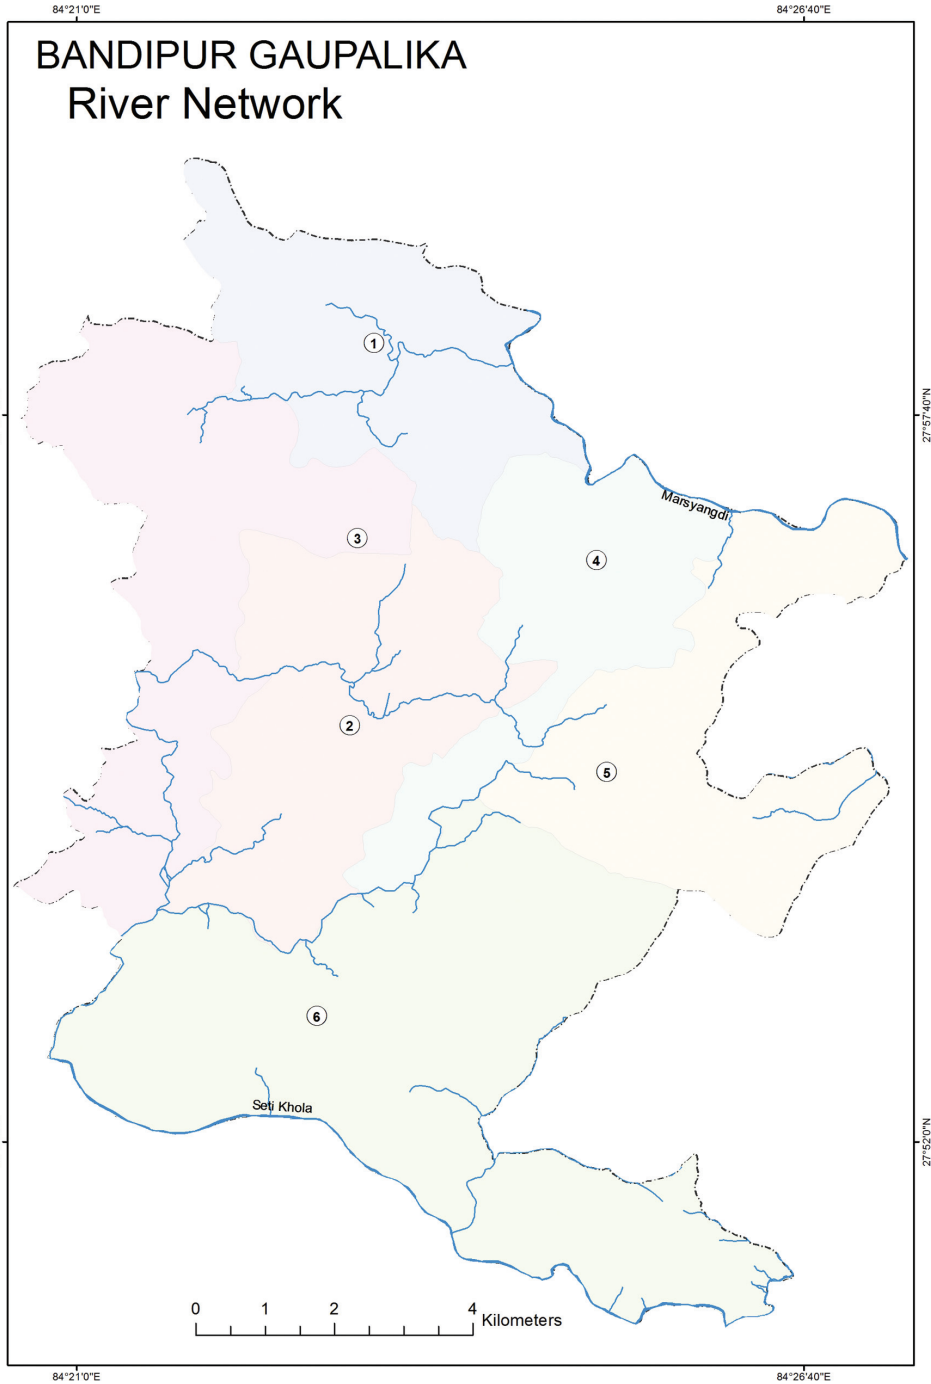 84°21'0"E
84°26'40"E
BANDIPUR GAUPALIKA
River Network
1
27°57'40"N
Marsyangdi
3
4
2
5
6
Seti Khola
27°52'0"N
0 1 2 4
Kilometers
84°21'0"E
84°26'40"E